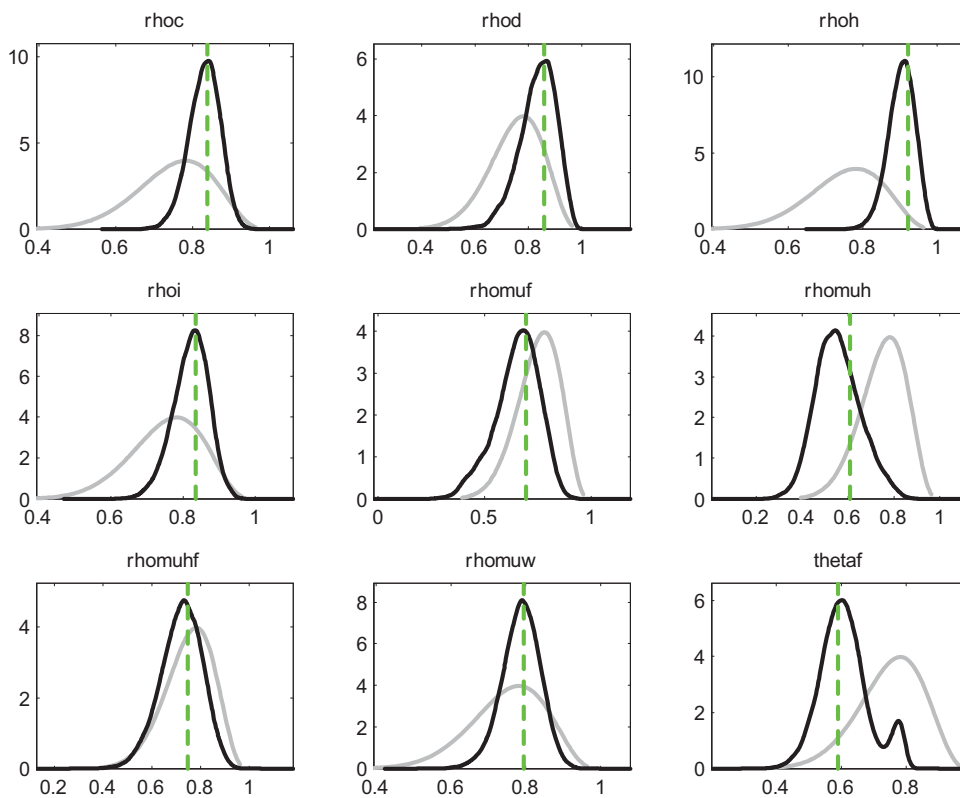 rhoc rhod rhoh
10 6 10
4
5 5
2
0 0 0
0.4 0.6 0.8 1 0.4 0.6 0.8 1 0.4 0.6 0.8 1
rhoi rhomuf rhomuh
8 4 4
6 3 3
4 2 2
2 1 1
0 0 0
0.4 0.6 0.8 1 0 0.5 1 0.2 0.4 0.6 0.8 1
rhomuhf rhomuw thetaf
4 8 6
6 4
2 4
2 2
0 0 0
0.2 0.4 0.6 0.8 1 0.4 0.6 0.8 1 0.4 0.6 0.8